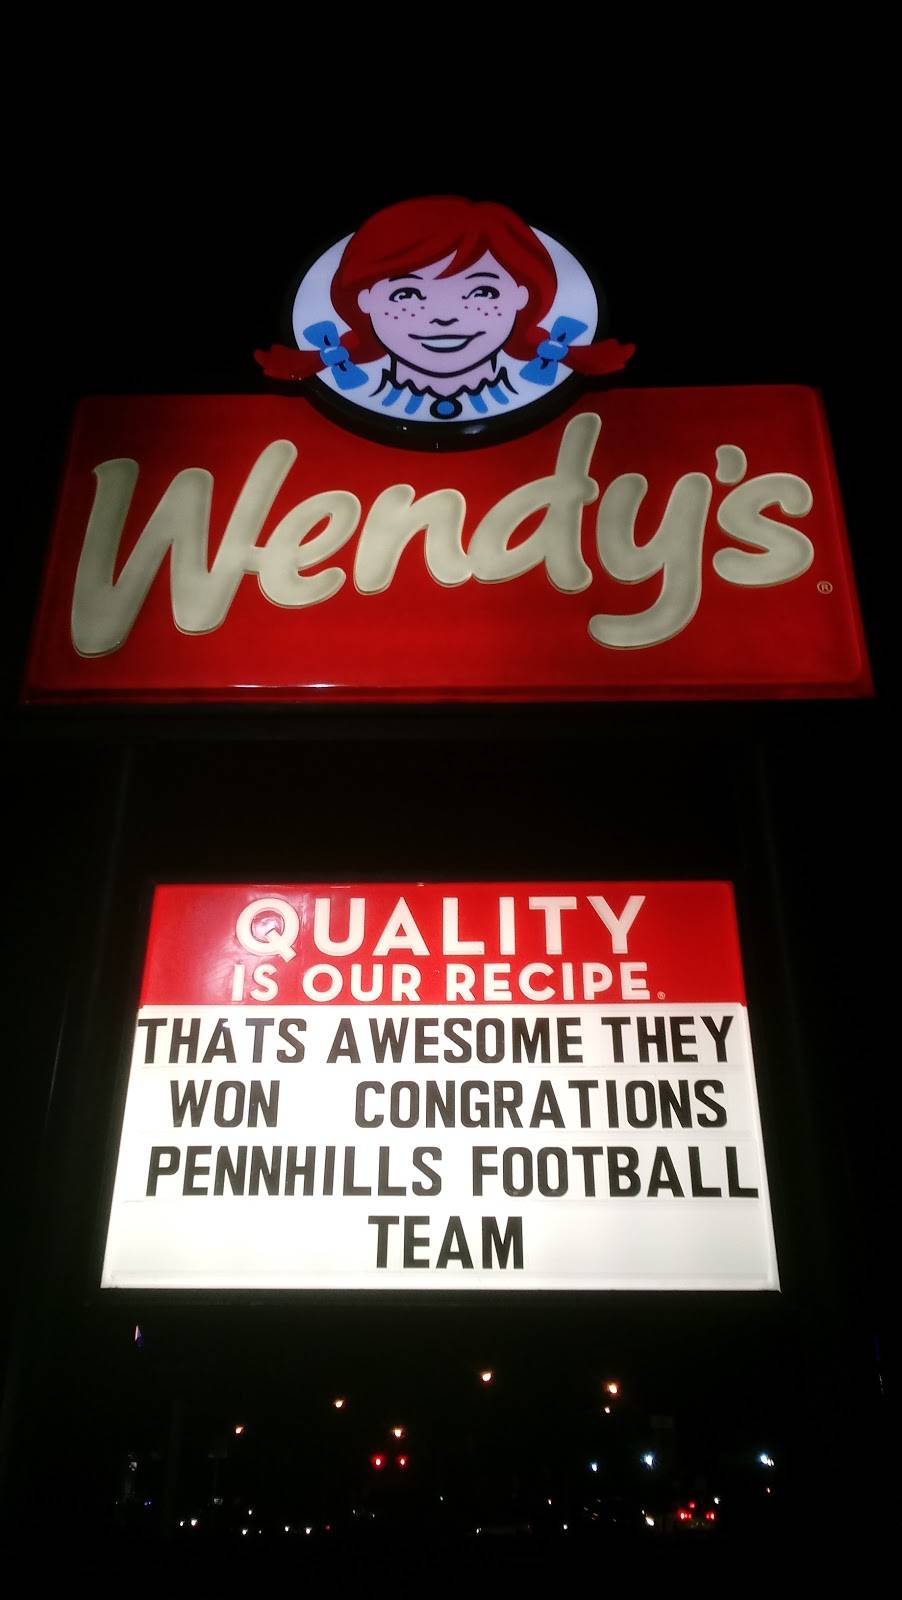 Wendy's®
QUALITY
IS OUR RECIPE®
THATS AWESOME THEY
WON CONGRATIONS
PENNHILLS FOOTBALL
TEAM